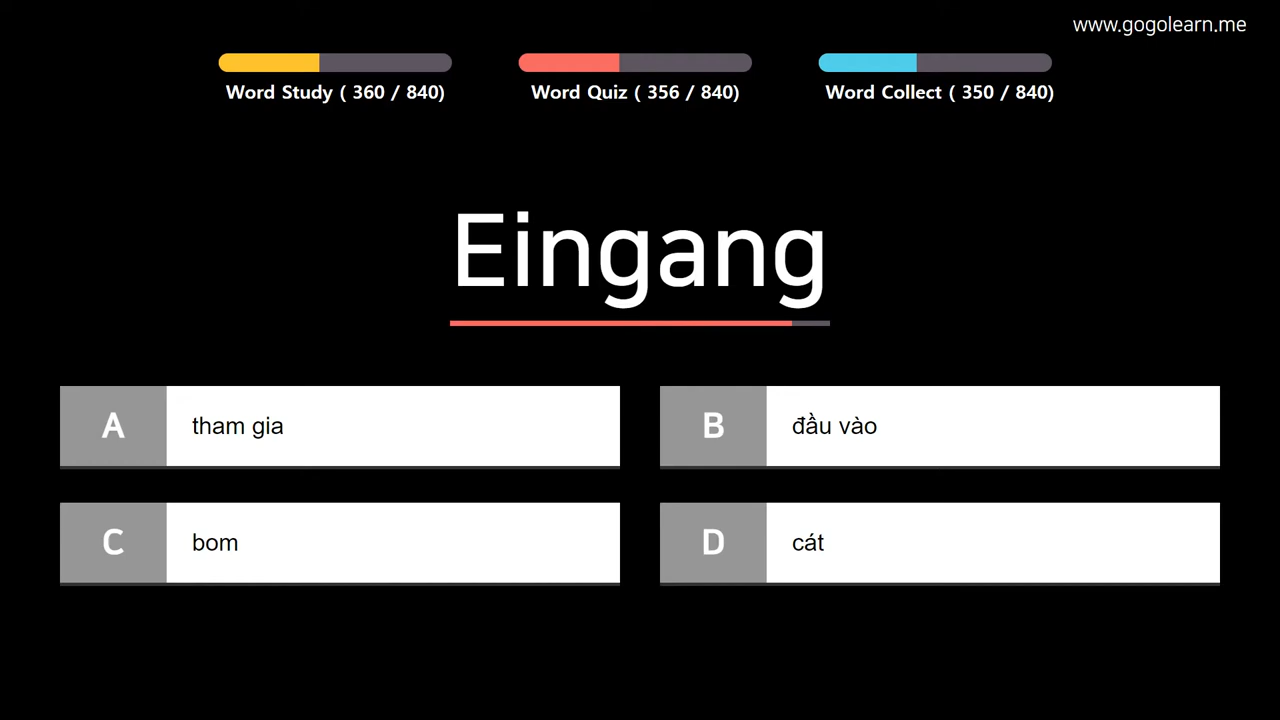 www.gogolearn.me
Word Study ( 360 / 840)
Word Quiz ( 356 / 840)
Word Collect ( 350 / 840)
Eingang
A tham gia
B đầu vào
C bom
D cát